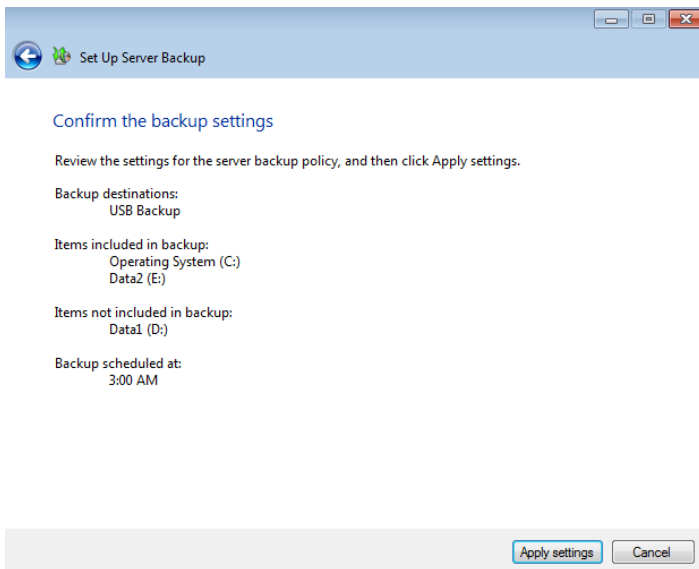 Set Up Server Backup
Confirm the backup settings
Review the settings for the server backup policy, and then click Apply settings.
Backup destinations:
USB Backup
Items included in backup:
Operating System (C:)
Data2 (E:)
Items not included in backup:
Data1 (D:)
Backup scheduled at:
3:00 AM
Apply settings
Cancel